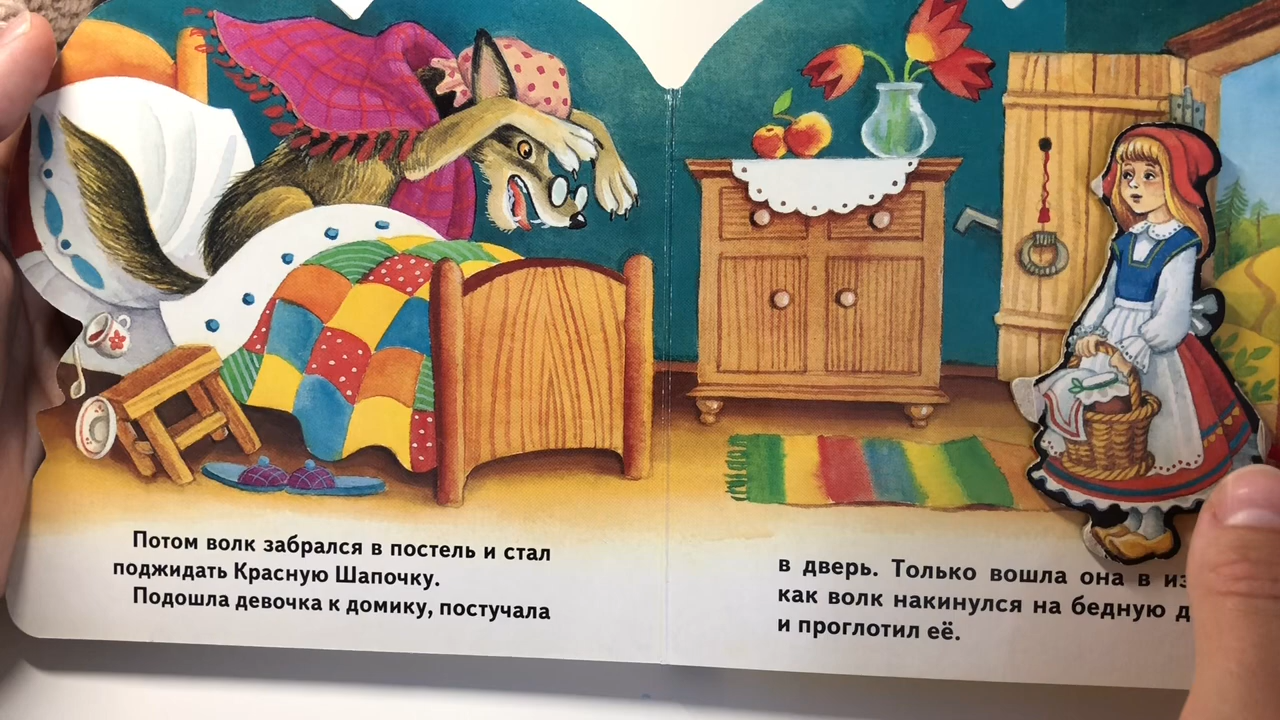 Потом волк забрался в постель и стал
поджидать Красную Шапочку.
Подошла девочка к домику, постучала
в дверь. Только вошла она в
как волк накинулся на бедную
и проглотил её.